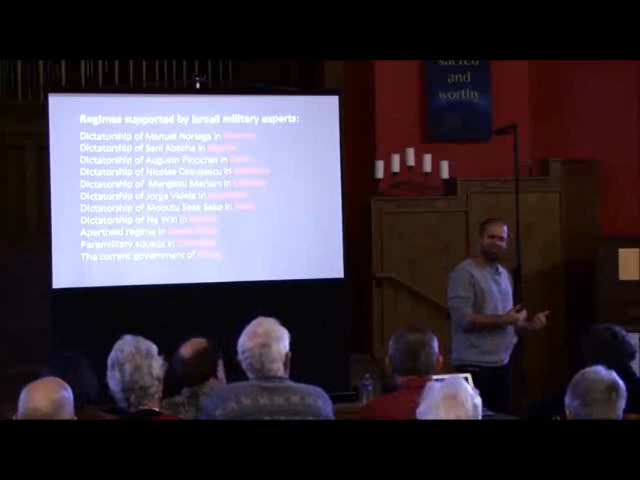 sacred
and
worthy
Regimes supported by Israeli military experts:
Dictatorship of Manuel Noriega in
Dictatorship of Sani Abacha in Nigeria
Dictatorship of Augusto Pinochet in
Dictatorship of Nicolae Ceausescu in
Dictatorship of Mengistu Mariam in
Dictatorship of Jorge Videla in
Dictatorship of Mobutu Sese Seko in
Dictatorship of Ne Win in
Apartheid regime in
Paramilitary squads in
The current government of